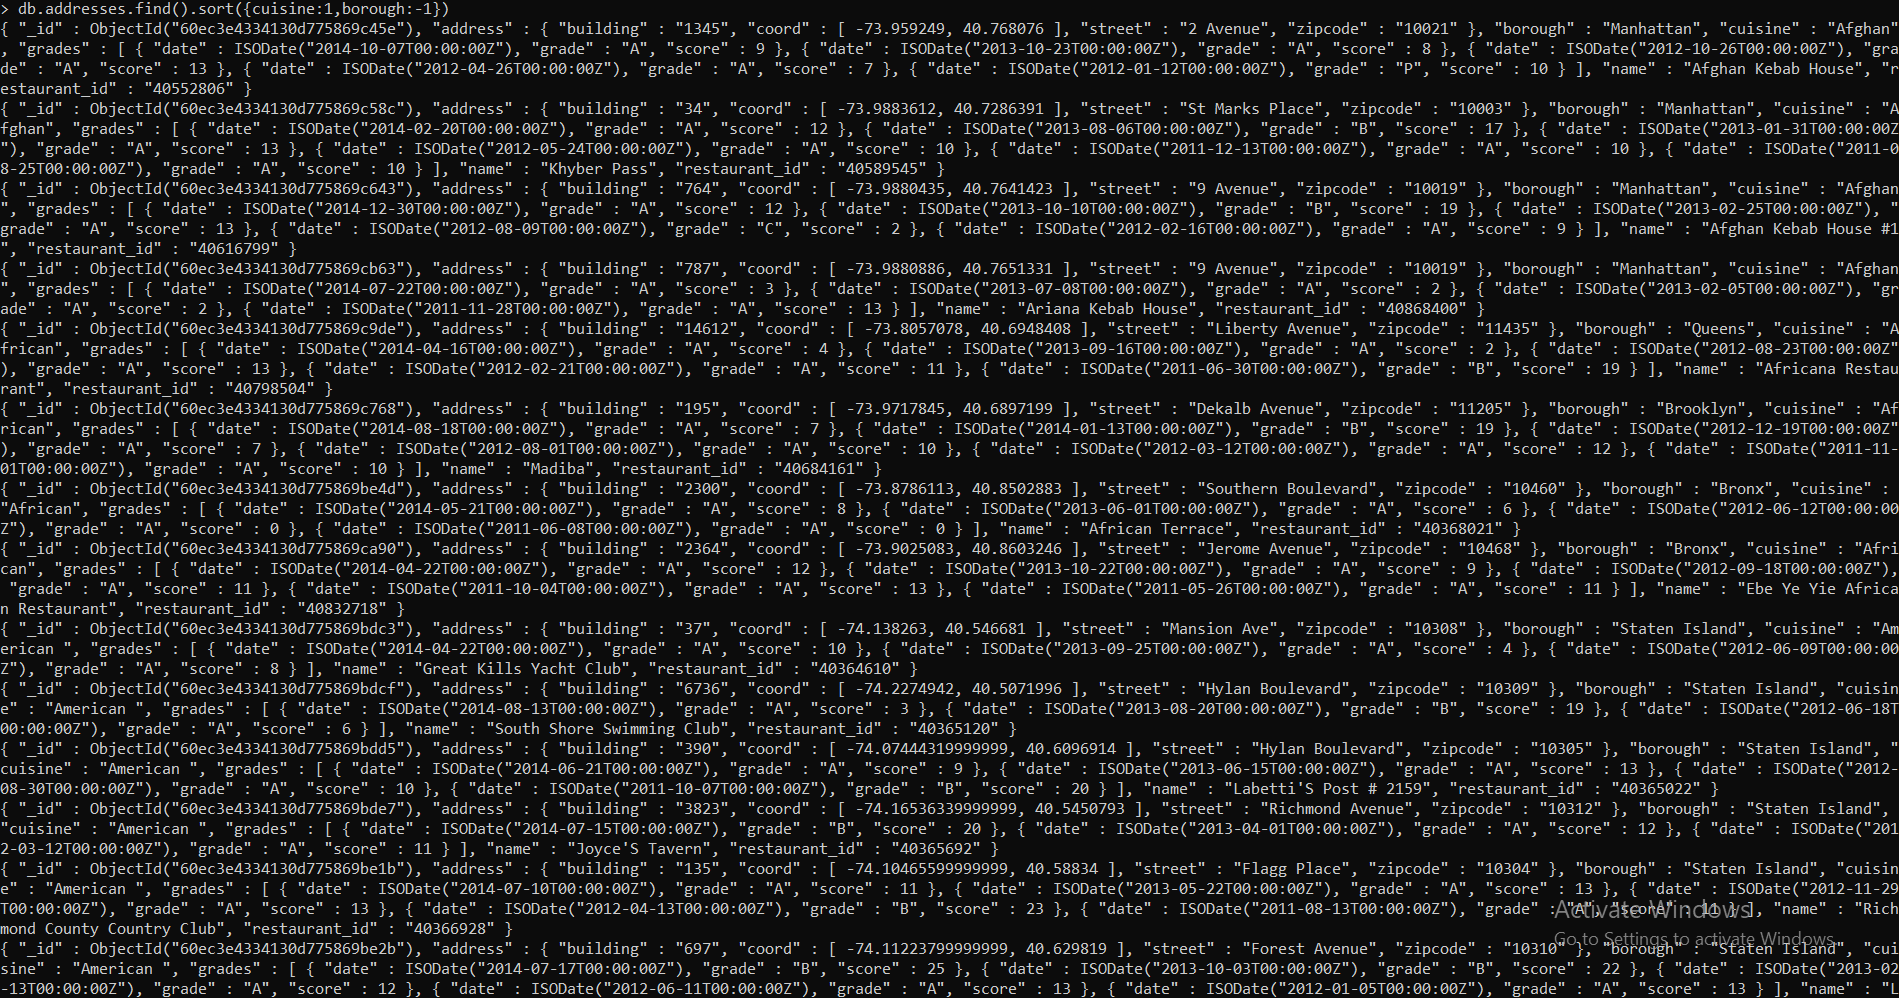 > db.addresses.find().sort({cuisine:1,borough:-1})
{ "_id" : ObjectId("60ec3e4334130d775869c45e"), "address" : { "building" : "1345", "coord" : [ -73.959249, 40.768076 ], "street" : "2 Avenue", "zipcode" : "10021" }, "borough" : "Manhattan", "cuisine" : "Afghan"
, "grades" : [ { "date" : ISODate("2014-10-07T00:00:00Z"), "grade" : "A", "score" : 9 }, { "date" : ISODate("2013-10-23T00:00:00Z"), "grade" : "A", "score" : 8 }, { "date" : ISODate("2012-10-26T00:00:00Z"), "gra
de" : "A", "score" : 13 }, { "date" : ISODate("2012-04-26T00:00:00Z"), "grade" : "A", "score" : 7 }, { "date" : ISODate("2012-01-12T00:00:00Z"), "grade" : "P", "score" : 10 } ], "name" : "Afghan Kebab House", "r
estaurant_id" : "40552806" }
{ "_id" : ObjectId("60ec3e4334130d775869c58c"), "address" : { "building" : "34", "coord" : [ -73.9883612, 40.7286391 ], "street" : "St Marks Place", "zipcode" : "10003" }, "borough" : "Manhattan", "cuisine" : "A
fghan", "grades" : [ { "date" : ISODate("2014-02-20T00:00:00Z"), "grade" : "A", "score" : 12 }, { "date" : ISODate("2013-08-06T00:00:00Z"), "grade" : "B", "score" : 17 }, { "date" : ISODate("2013-01-31T00:00:00Z
"), "grade" : "A", "score" : 13 }, { "date" : ISODate("2012-05-24T00:00:00Z"), "grade" : "A", "score" : 10 }, { "date" : ISODate("2011-12-13T00:00:00Z"), "grade" : "A", "score" : 10 }, { "date" : ISODate("2011-0
8-25T00:00:00Z"), "grade" : "A", "score" : 10 } ], "name" : "Khyber Pass", "restaurant_id" : "40589545" }
{ "_id" : ObjectId("60ec3e4334130d775869c643"), "address" : { "building" : "764", "coord" : [ -73.9880435, 40.7641423 ], "street" : "9 Avenue", "zipcode" : "10019" }, "borough" : "Manhattan", "cuisine" : "Afghan
", "grades" : [ { "date" : ISODate("2014-12-30T00:00:00Z"), "grade" : "A", "score" : 12 }, { "date" : ISODate("2013-10-10T00:00:00Z"), "grade" : "B", "score" : 19 }, { "date" : ISODate("2013-02-25T00:00:00Z"), "
grade" : "A", "score" : 13 }, { "date" : ISODate("2012-08-09T00:00:00Z"), "grade" : "C", "score" : 2 }, { "date" : ISODate("2012-02-16T00:00:00Z"), "grade" : "A", "score" : 9 } ], "name" : "Afghan Kebab House #1
", "restaurant_id" : "40616799" }
{ "_id" : ObjectId("60ec3e4334130d775869cb63"), "address" : { "building" : "787", "coord" : [ -73.9880886, 40.7651331 ], "street" : "9 Avenue", "zipcode" : "10019" }, "borough" : "Manhattan", "cuisine" : "Afghan
", "grades" : [ { "date" : ISODate("2014-07-22T00:00:00Z"), "grade" : "A", "score" : 3 }, { "date" : ISODate("2013-07-08T00:00:00Z"), "grade" : "A", "score" : 2 }, { "date" : ISODate("2013-02-05T00:00:00Z"), "gr
ade" : "A", "score" : 2 }, { "date" : ISODate("2011-11-28T00:00:00Z"), "grade" : "A", "score" : 13 } ], "name" : "Ariana Kebab House", "restaurant_id" : "40868400" }
{ "_id" : ObjectId("60ec3e4334130d775869c9de"), "address" : { "building" : "14612", "coord" : [ -73.8057078, 40.6948408 ], "street" : "Liberty Avenue", "zipcode" : "11435" }, "borough" : "Queens", "cuisine" : "A
frican", "grades" : [ { "date" : ISODate("2014-04-16T00:00:00Z"), "grade" : "A", "score" : 4 }, { "date" : ISODate("2013-09-16T00:00:00Z"), "grade" : "A", "score" : 2 }, { "date" : ISODate("2012-08-23T00:00:00Z"
), "grade" : "A", "score" : 13 }, { "date" : ISODate("2012-02-21T00:00:00Z"), "grade" : "A", "score" : 11 }, { "date" : ISODate("2011-06-30T00:00:00Z"), "grade" : "B", "score" : 19 } ], "name" : "Africana Restau
rant", "restaurant_id" : "40798504" }
{ "_id" : ObjectId("60ec3e4334130d775869c768"), "address" : { "building" : "195", "coord" : [ -73.9717845, 40.6897199 ], "street" : "Dekalb Avenue", "zipcode" : "11205" }, "borough" : "Brooklyn", "cuisine" : "Af
rican", "grades" : [ { "date" : ISODate("2014-08-18T00:00:00Z"), "grade" : "A", "score" : 7 }, { "date" : ISODate("2014-01-13T00:00:00Z"), "grade" : "B", "score" : 19 }, { "date" : ISODate("2012-12-19T00:00:00Z"
), "grade" : "A", "score" : 7 }, { "date" : ISODate("2012-08-01T00:00:00Z"), "grade" : "A", "score" : 10 }, { "date" : ISODate("2012-03-12T00:00:00Z"), "grade" : "A", "score" : 12 }, { "date" : ISODate("2011-11-
01T00:00:00Z"), "grade" : "A", "score" : 10 } ], "name" : "Madiba", "restaurant_id" : "40684161" }
{ "_id" : ObjectId("60ec3e4334130d775869be4d"), "address" : { "building" : "2300", "coord" : [ -73.8786113, 40.8502883 ], "street" : "Southern Boulevard", "zipcode" : "10460" }, "borough" : "Bronx", "cuisine" :
"African", "grades" : [ { "date" : ISODate("2014-05-21T00:00:00Z"), "grade" : "A", "score" : 8 }, { "date" : ISODate("2013-06-01T00:00:00Z"), "grade" : "A", "score" : 6 }, { "date" : ISODate("2012-06-12T00:00:00
Z"), "grade" : "A", "score" : 0 }, { "date" : ISODate("2011-06-08T00:00:00Z"), "grade" : "A", "score" : 0 } ], "name" : "African Terrace", "restaurant_id" : "40368021" }
{ "_id" : ObjectId("60ec3e4334130d775869ca90"), "address" : { "building" : "2364", "coord" : [ -73.9025083, 40.8603246 ], "street" : "Jerome Avenue", "zipcode" : "10468" }, "borough" : "Bronx", "cuisine" : "Afri
can", "grades" : [ { "date" : ISODate("2014-04-22T00:00:00Z"), "grade" : "A", "score" : 12 }, { "date" : ISODate("2013-10-22T00:00:00Z"), "grade" : "A", "score" : 9 }, { "date" : ISODate("2012-09-18T00:00:00Z"),
"grade" : "A", "score" : 11 }, { "date" : ISODate("2011-10-04T00:00:00Z"), "grade" : "A", "score" : 13 }, { "date" : ISODate("2011-05-26T00:00:00Z"), "grade" : "A", "score" : 11 } ], "name" : "Ebe Ye Yie Africa
n Restaurant", "restaurant_id" : "40832718" }
{ "_id" : ObjectId("60ec3e4334130d775869bdc3"), "address" : { "building" : "37", "coord" : [ -74.138263, 40.546681 ], "street" : "Mansion Ave", "zipcode" : "10308" }, "borough" : "Staten Island", "cuisine" : "Am
erican ", "grades" : [ { "date" : ISODate("2014-04-22T00:00:00Z"), "grade" : "A", "score" : 10 }, { "date" : ISODate("2013-09-25T00:00:00Z"), "grade" : "A", "score" : 4 }, { "date" : ISODate("2012-06-09T00:00:00
Z"), "grade" : "A", "score" : 8 } ], "name" : "Great Kills Yacht Club", "restaurant_id" : "40364610" }
{ "_id" : ObjectId("60ec3e4334130d775869bdcf"), "address" : { "building" : "6736", "coord" : [ -74.2274942, 40.5071996 ], "street" : "Hylan Boulevard", "zipcode" : "10309" }, "borough" : "Staten Island", "cuisin
e" : "American ", "grades" : [ { "date" : ISODate("2014-08-13T00:00:00Z"), "grade" : "A", "score" : 3 }, { "date" : ISODate("2013-08-20T00:00:00Z"), "grade" : "B", "score" : 19 }, { "date" : ISODate("2012-06-18T
00:00:00Z"), "grade" : "A", "score" : 6 } ], "name" : "South Shore Swimming Club", "restaurant_id" : "40365120" }
{ "_id" : ObjectId("60ec3e4334130d775869bdd5"), "address" : { "building" : "390", "coord" : [ -74.07444319999999, 40.6096914 ], "street" : "Hylan Boulevard", "zipcode" : "10305" }, "borough" : "Staten Island", "
cuisine" : "American ", "grades" : [ { "date" : ISODate("2014-06-21T00:00:00Z"), "grade" : "A", "score" : 9 }, { "date" : ISODate("2013-06-15T00:00:00Z"), "grade" : "A", "score" : 13 }, { "date" : ISODate("2012-
08-30T00:00:00Z"), "grade" : "A", "score" : 10 }, { "date" : ISODate("2011-10-07T00:00:00Z"), "grade" : "B", "score" : 20 } ], "name" : "Labetti'S Post # 2159", "restaurant_id" : "40365022" }
{ "_id" : ObjectId("60ec3e4334130d775869bde7"), "address" : { "building" : "3823", "coord" : [ -74.16536339999999, 40.5450793 ], "street" : "Richmond Avenue", "zipcode" : "10312" }, "borough" : "Staten Island",
"cuisine" : "American ", "grades" : [ { "date" : ISODate("2014-07-15T00:00:00Z"), "grade" : "B", "score" : 20 }, { "date" : ISODate("2013-04-01T00:00:00Z"), "grade" : "A", "score" : 12 }, { "date" : ISODate("201
2-03-12T00:00:00Z"), "grade" : "A", "score" : 11 } ], "name" : "Joyce'S Tavern", "restaurant_id" : "40365692" }
{ "_id" : ObjectId("60ec3e4334130d775869be1b"), "address" : { "building" : "135", "coord" : [ -74.10465599999999, 40.58834 ], "street" : "Flagg Place", "zipcode" : "10304" }, "borough" : "Staten Island", "cuisin
e" : "American ", "grades" : [ { "date" : ISODate("2014-07-10T00:00:00Z"), "grade" : "A", "score" : 11 }, { "date" : ISODate("2013-05-22T00:00:00Z"), "grade" : "A", "score" : 13 }, { "date" : ISODate("2012-11-29
T00:00:00Z"), "grade" : "A", "score" : 13 }, { "date" : ISODate("2012-04-13T00:00:00Z"), "grade" : "B", "score" : 23 }, { "date" : ISODate("2011-08-13T00:00:00Z"), "grade" : "A", "score" : 11 } ], "name" : "Rich
mond County Country Club", "restaurant_id" : "40366928" }
{ "_id" : ObjectId("60ec3e4334130d775869be2b"), "address" : { "building" : "697", "coord" : [ -74.11223799999999, 40.629819 ], "street" : "Forest Avenue", "zipcode" : "10310" }, "borough" : "Staten Island", "cui
sine" : "American ", "grades" : [ { "date" : ISODate("2014-07-17T00:00:00Z"), "grade" : "B", "score" : 25 }, { "date" : ISODate("2013-10-03T00:00:00Z"), "grade" : "B", "score" : 22 }, { "date" : ISODate("2013-02
-13T00:00:00Z"), "grade" : "A", "score" : 12 }, { "date" : ISODate("2012-06-11T00:00:00Z"), "grade" : "A", "score" : 13 }, { "date" : ISODate("2012-01-05T00:00:00Z"), "grade" : "A", "score" : 13 } ], "name" : "L
Activate Windows
Go to Settings to activate Windows.